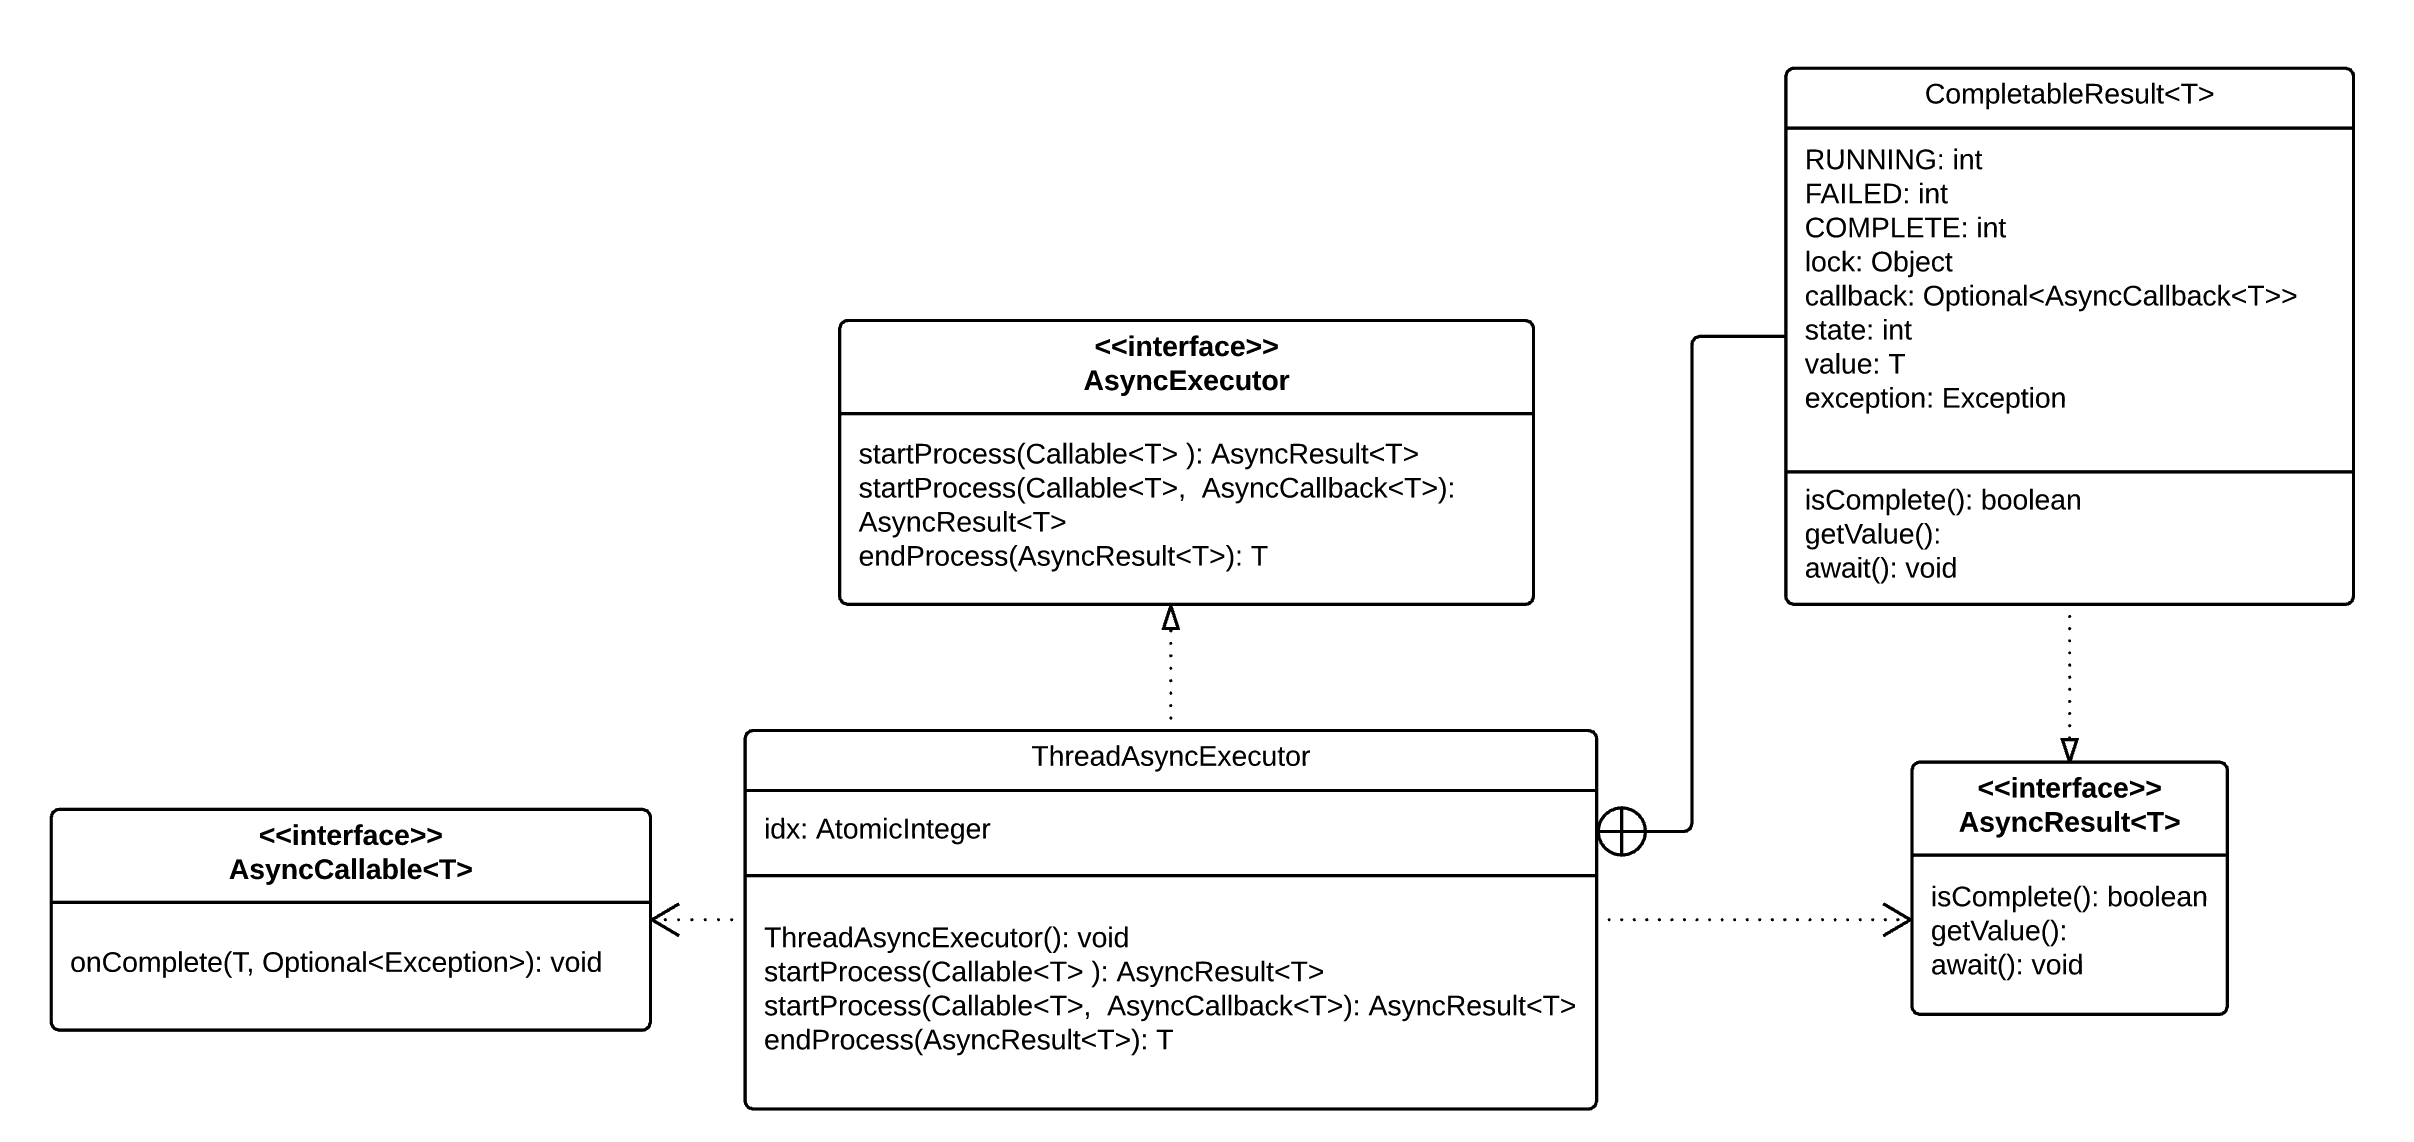 CompletableResult<T>
RUNNING: int
FAILED: int
COMPLETE: int
lock: Object
callback: Optional<AsyncCallback<T>>
state: int
value: T
exception: Exception
isComplete(): boolean
getValue():
await(): void
<<interface>>
AsyncExecutor
startProcess(Callable<T> ): AsyncResult<T>
startProcess(Callable<T>,  AsyncCallback<T>):
AsyncResult<T>
endProcess(AsyncResult<T>): T
ThreadAsyncExecutor
idx: AtomicInteger
ThreadAsyncExecutor(): void
startProcess(Callable<T> ): AsyncResult<T>
startProcess(Callable<T>,  AsyncCallback<T>): AsyncResult<T>
endProcess(AsyncResult<T>): T
<<interface>>
AsyncCallable<T>
onComplete(T, Optional<Exception>): void
<<interface>>
AsyncResult<T>
isComplete(): boolean
getValue():
await(): void